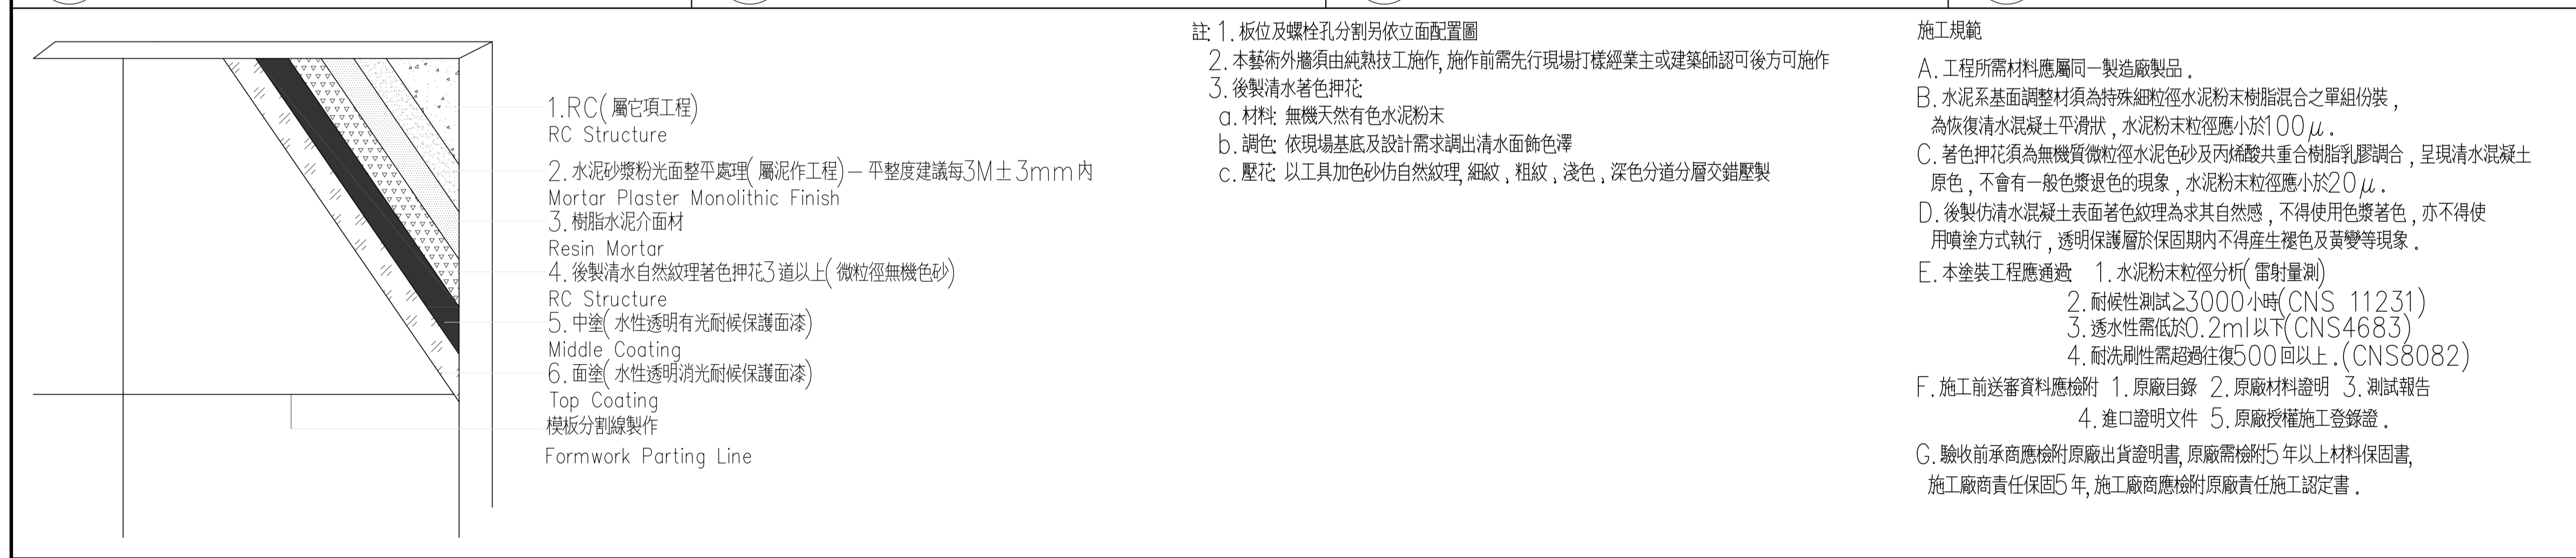 1.RC(屬它項工程)
RC Structure
2.水泥砂漿粉光面整平處理(屬泥作工程)—平整度建議每3M±3mm內
Mortar Plaster Monolithic Finish
3.樹脂水泥介面材
Resin Mortar
4.後製清水自然紋理著色押花3道以上(微粒徑無機色砂)
RC Structure
5.中塗(水性透明有光耐候保護面漆)
Middle Coating
6.面塗(水性透明消光耐候保護面漆)
Top Coating
模板分割線製作
Formwork Parting Line
註:1.板位及螺栓孔分割另依立面配置圖
2.本藝術外牆須由純熟技工施作,施作前需先行現場打樣經業主或建築師認可後方可施作
3.後製清水著色押花:
a.材料:無機天然有色水泥粉末
b.調色:依現場基底及設計需求調出清水面飾色澤
c.壓花:以工具加色砂仿自然紋理,細紋、粗紋、淺色、深色分道分層交錯壓製
施工規範
A.工程所需材料應屬同一製造廠製品.
B.水泥系基面調整材須為特殊細粒徑水泥粉末樹脂混合之單組份裝,
為恢復清水混凝土平滑狀,水泥粉末粒徑應小於100μ.
C.著色押花須為無機質微粒徑水泥色砂及丙烯酸共重合樹脂乳膠調合,呈現清水混凝土
原色,不會有一般色漿退色的現象,水泥粉末粒徑應小於20μ.
D.後製仿清水混凝土表面著色紋理為求其自然感,不得使用色漿著色,亦不得使
用噴塗方式執行,透明保護層於保固期內不得產生褪色及黃變等現象.
E.本塗裝工程應通過: 1.水泥粉末粒徑分析(雷射量測)
2.耐候性測試≧3000小時(CNS 11231)
3.透水性需低於0.2ml以下(CNS4683)
4.耐洗刷性需超過往復500回以上.(CNS8082)
F.施工前送審資料應檢附 1.原廠目錄 2.原廠材料證明 3.測試報告
4.進口證明文件 5.原廠授權施工登錄證.
G.驗收前承商應檢附原廠出貨證明書,原廠需檢附5年以上材料保固書,
施工廠商責任保固5年,施工廠商應檢附原廠責任施工認定書.